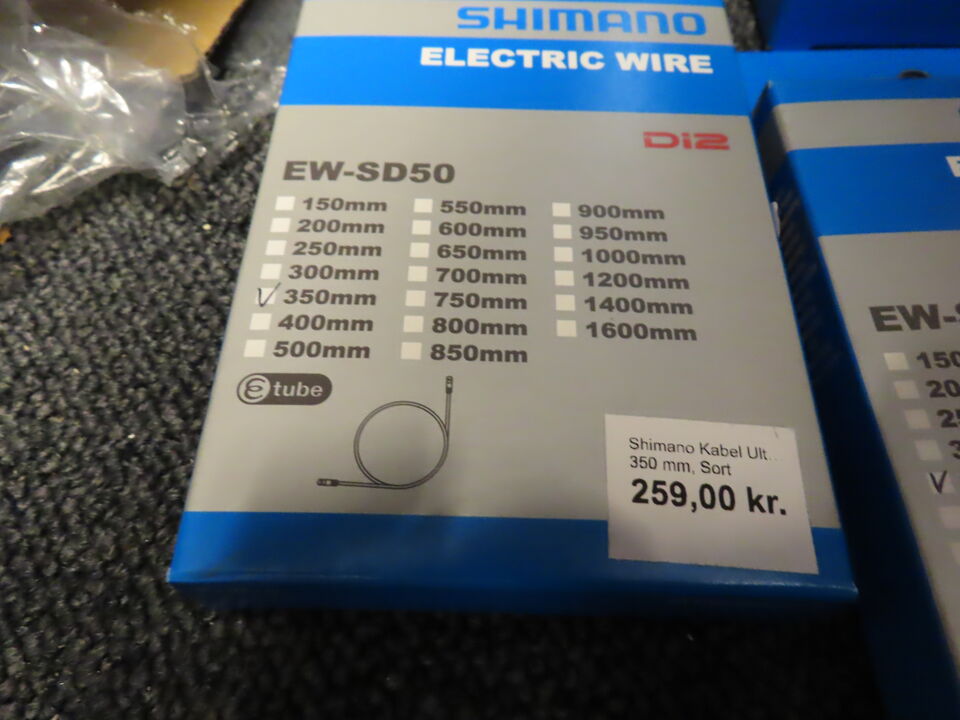 SHIMANO
ELECTRIC WIRE
Di2
EW-SD50
150mm 550mm 900mm
200mm 600mm 950mm
250mm 650mm 1000mm
300mm 700mm 1200mm
350mm 750mm 1400mm
400mm 800mm 1600mm
500mm 850mm
e tube
Shimano Kabel Ult...
350 mm, Sort
259,00 kr.
EW-S
150
20